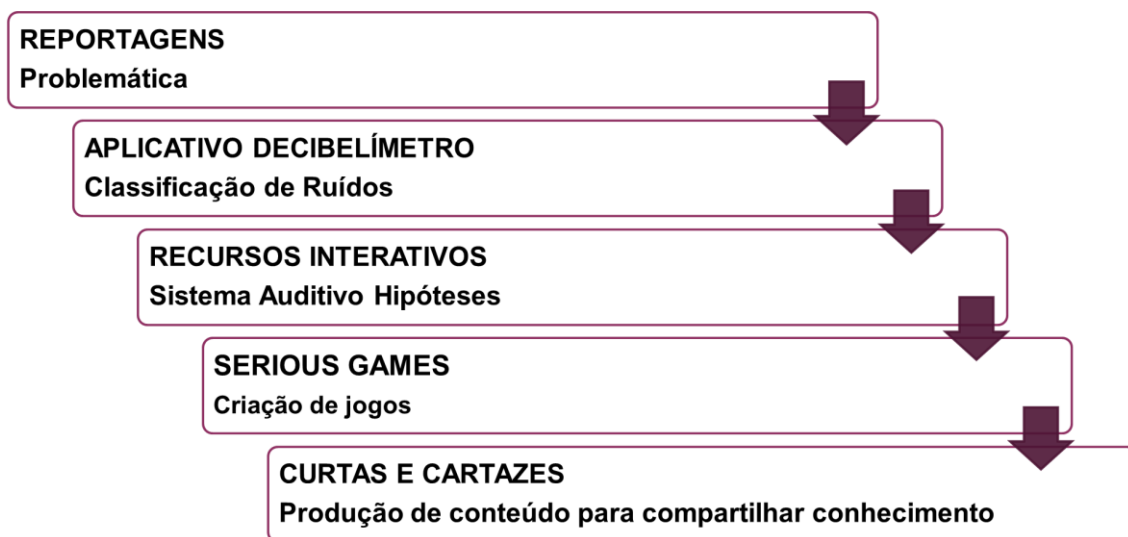 REPORTAGENS
Problemática
APLICATIVO DECIBELÍMETRO
Classificação de Ruídos
RECURSOS INTERATIVOS
Sistema Auditivo Hipóteses
SERIOUS GAMES
Criação de jogos
CURTAS E CARTAZES
Produção de conteúdo para compartilhar conhecimento